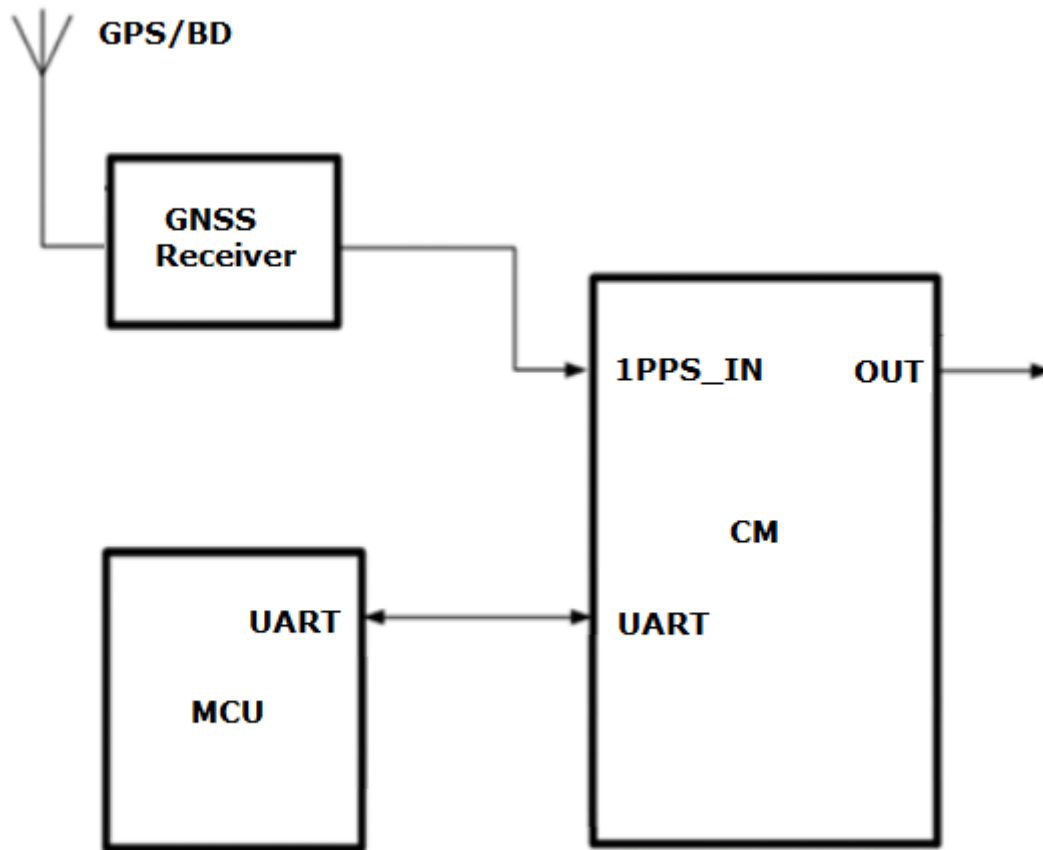 GPS/BD
GNSS
Receiver
1PPS_IN
OUT
CM
UART
UART
MCU